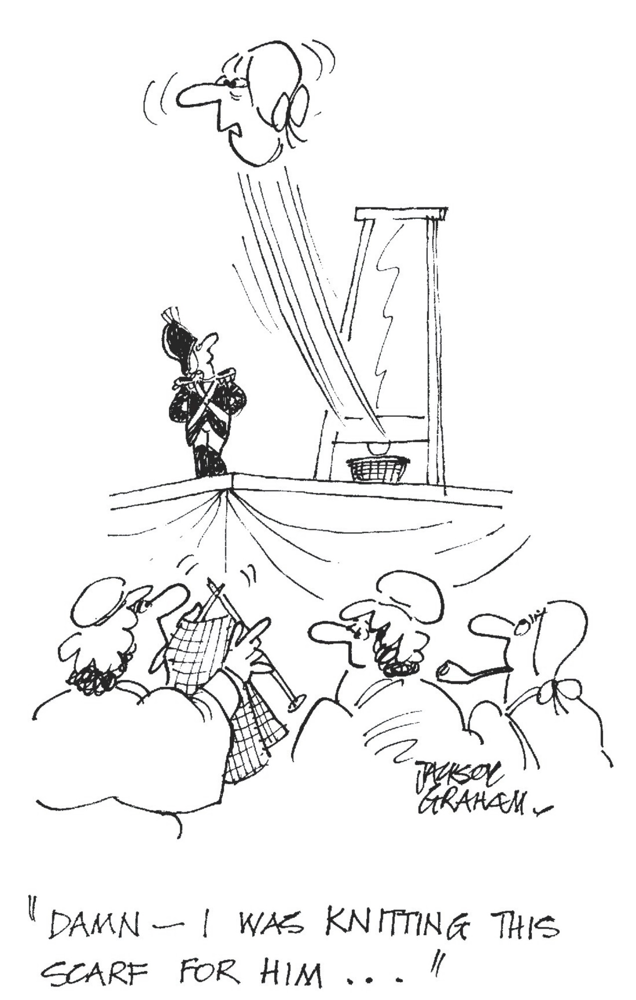 JACKSON
GRAHAM
"DAMN – I WAS KNITTING THIS
SCARF FOR HIM . . . "